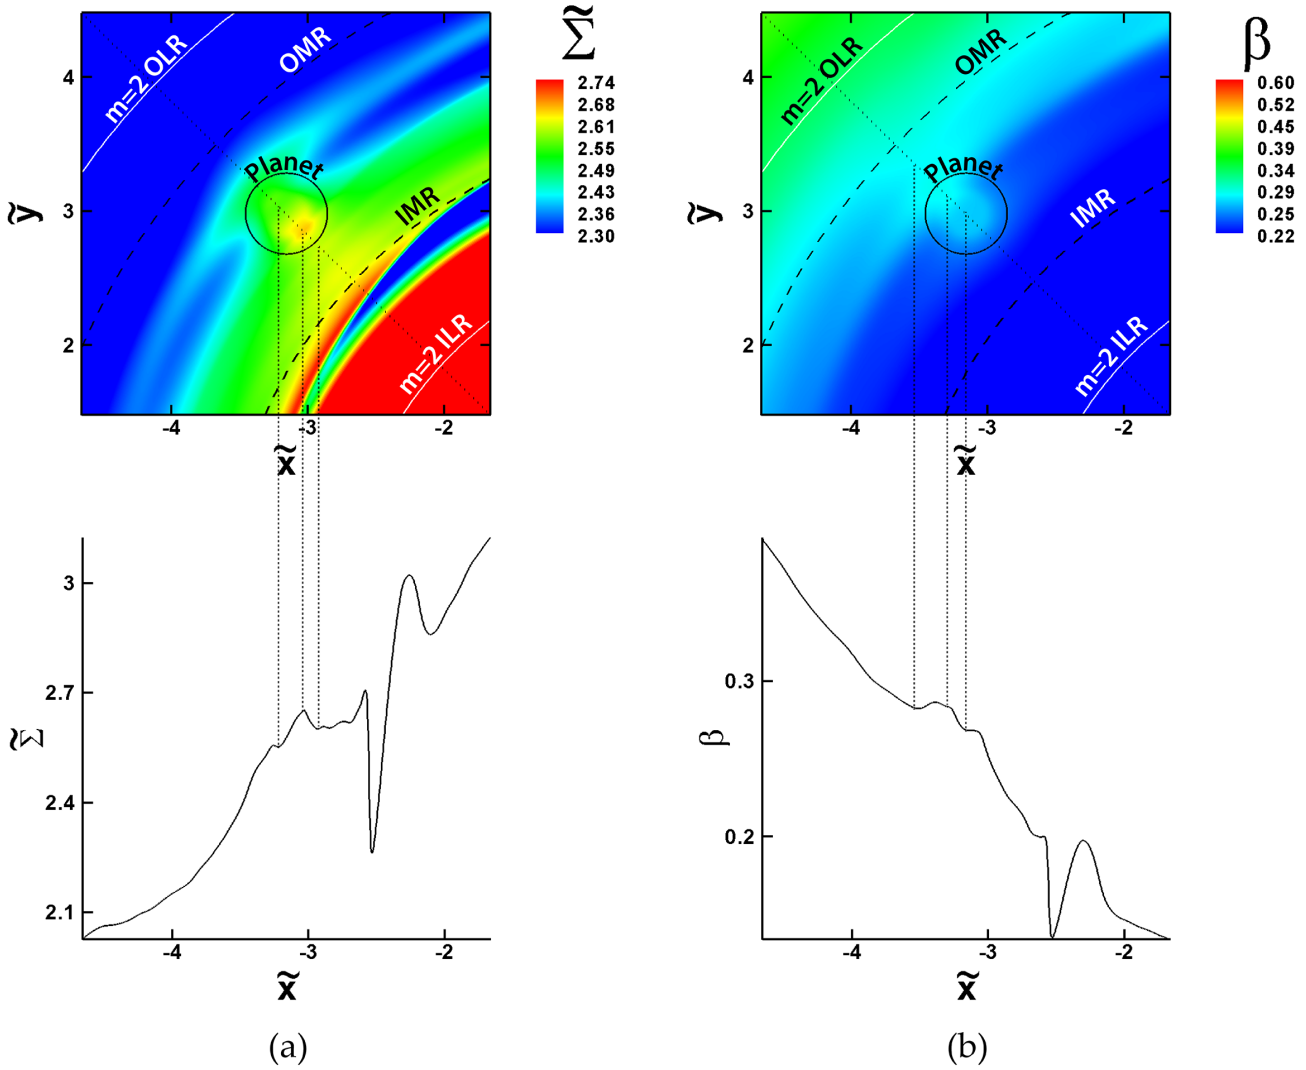 m=2 OLR
OMR
Planet
IMR
m=2 ILR
4
3
2
ỹ
-4
-3
-2
x̃
Σ̃
2.74
2.68
2.61
2.55
2.49
2.43
2.36
2.30
m=2 OLR
OMR
Planet
IMR
m=2 ILR
4
3
2
ỹ
-4
-3
-2
x̃
β
0.60
0.52
0.45
0.39
0.34
0.29
0.25
0.22
3
2.7
2.4
2.1
Σ̃
-4
-3
-2
x̃
(a)
0.3
0.2
β
-4
-3
-2
x̃
(b)